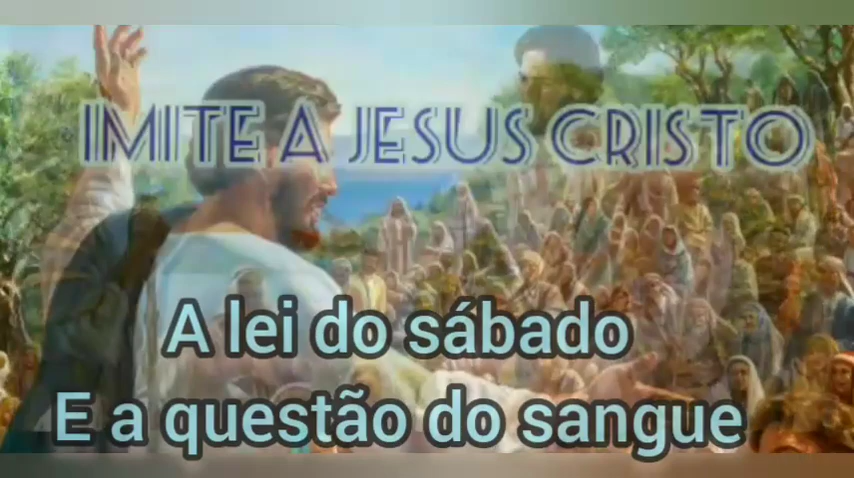 IMITE A JESUS CRISTO
A lei do sábado
E a questão do sangue